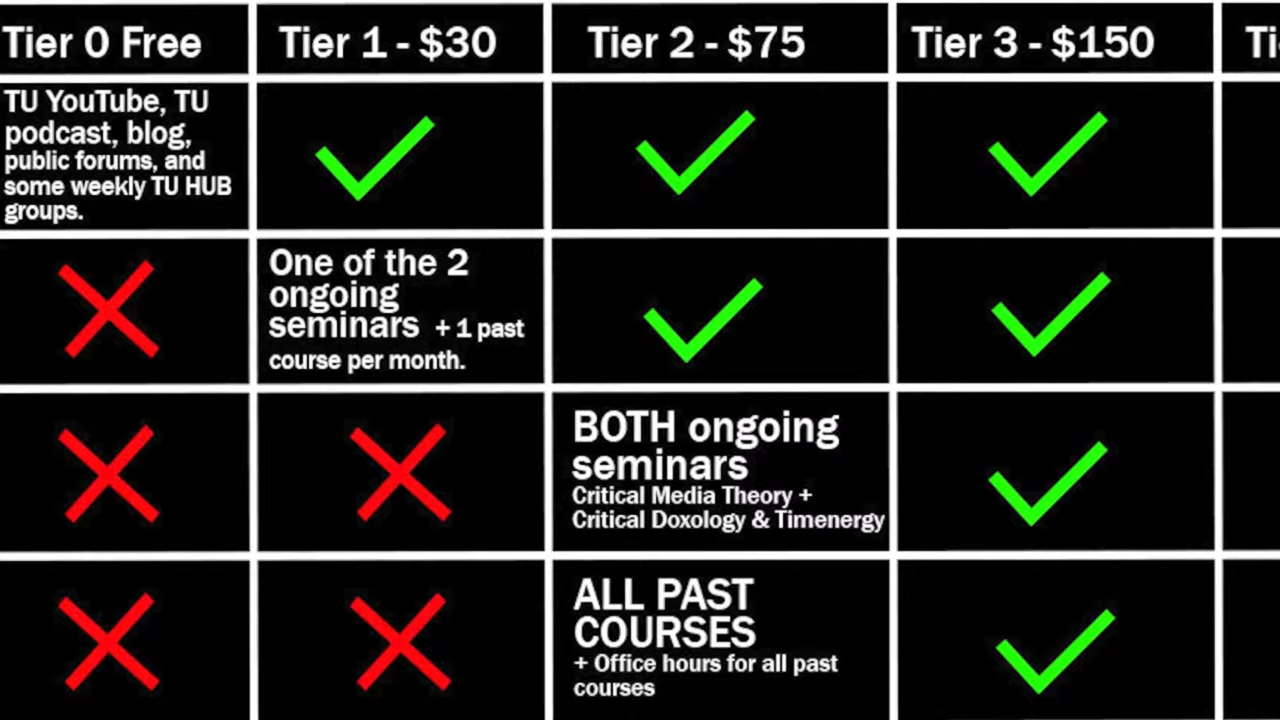 Tier 0 Free
Tier 1 - $30
Tier 2 - $75
Tier 3 - $150
TU YouTube, TU
podcast, blog,
public forums, and
some weekly TU HUB
groups.
One of the 2
ongoing
seminars + 1 past
course per month.
BOTH ongoing
seminars
Critical Media Theory +
Critical Doxology & Timenergy
ALL PAST
COURSES
+ Office hours for all past
courses